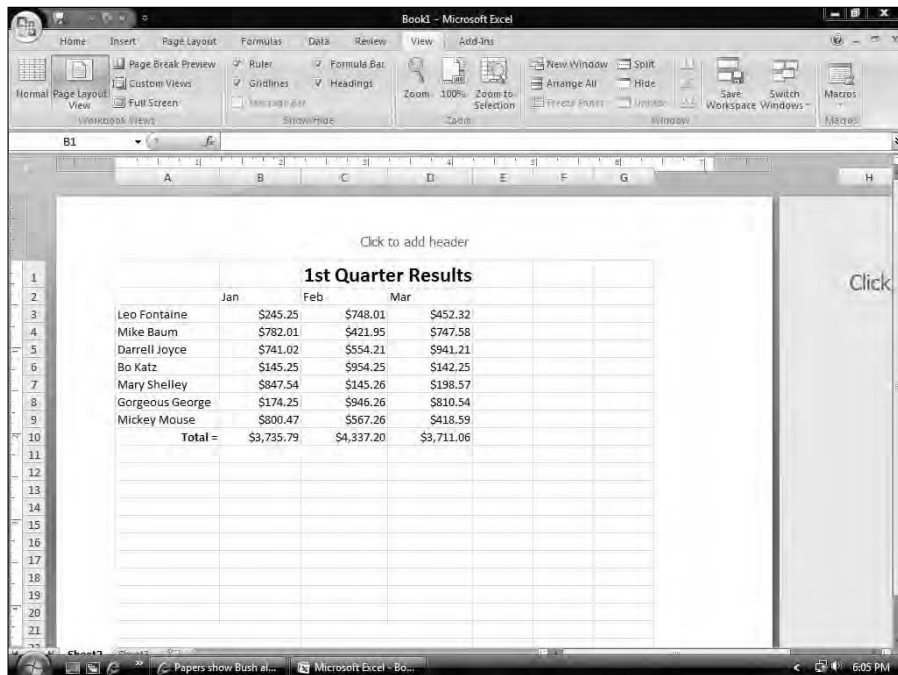 Book1 - Microsoft Excel
Home Insert Page Layout Formulas Data Review View Add-Ins
Normal Page Layout View
Page Break Preview
Custom Views
Full Screen
Workbook Views
Ruler Formula Bar
Gridlines Headings
Message Bar
Show/Hide
Zoom 100% Zoom to Selection
Zoom
New Window Split
Arrange All Hide
Freeze Panes Unhide
Save Workspace Switch Windows
Window
Macros
Macros
B1 fx
A B C D E F G H
Click to add header
Click
1 1st Quarter Results
2 Jan Feb Mar
3 Leo Fontaine $245.25 $748.01 $452.32
4 Mike Baum $782.01 $421.95 $747.58
5 Darrell Joyce $741.02 $554.21 $941.21
6 Bo Katz $145.25 $954.25 $142.25
7 Mary Shelley $847.54 $145.26 $198.57
8 Gorgeous George $174.25 $946.26 $810.54
9 Mickey Mouse $800.47 $567.26 $418.59
10 Total = $3,735.79 $4,337.20 $3,711.06
11
12
13
14
15
16
17
18
19
20
21
Papers show Bush al... Microsoft Excel - Bo... 6:05 PM